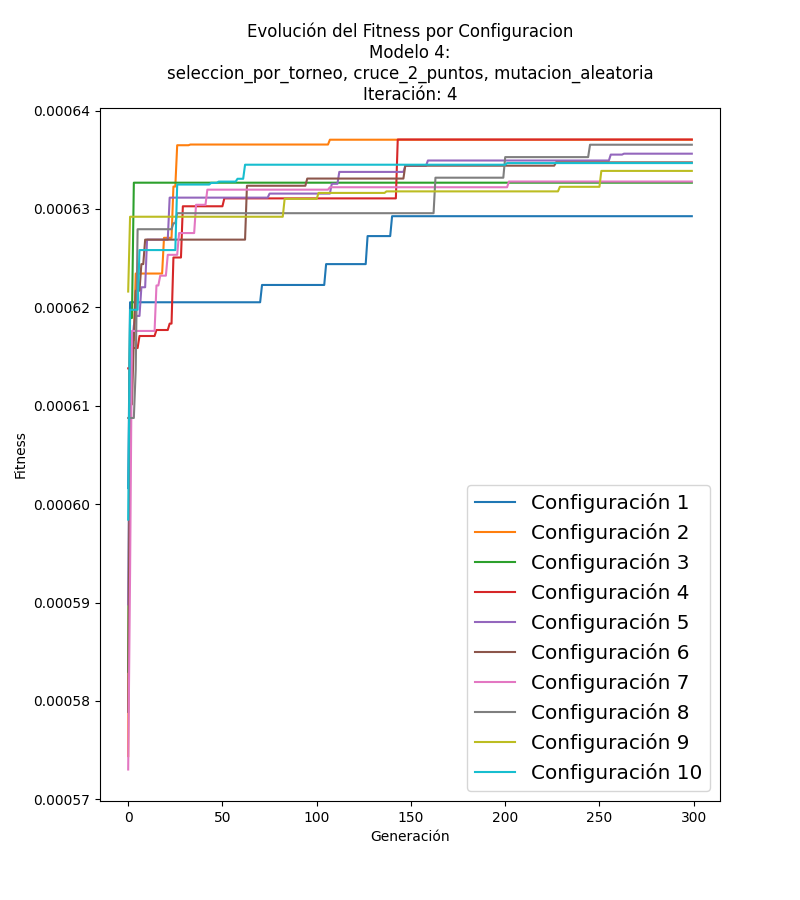 Evolución del Fitness por Configuracion
Modelo 4:
seleccion_por_torneo, cruce_2_puntos, mutacion_aleatoria
Iteración: 4
0.00064
0.00063
0.00062
0.00061
0.00060
0.00059
0.00058
0.00057
Fitness
0
50
100
150
200
250
300
Generación
Configuración 1
Configuración 2
Configuración 3
Configuración 4
Configuración 5
Configuración 6
Configuración 7
Configuración 8
Configuración 9
Configuración 10